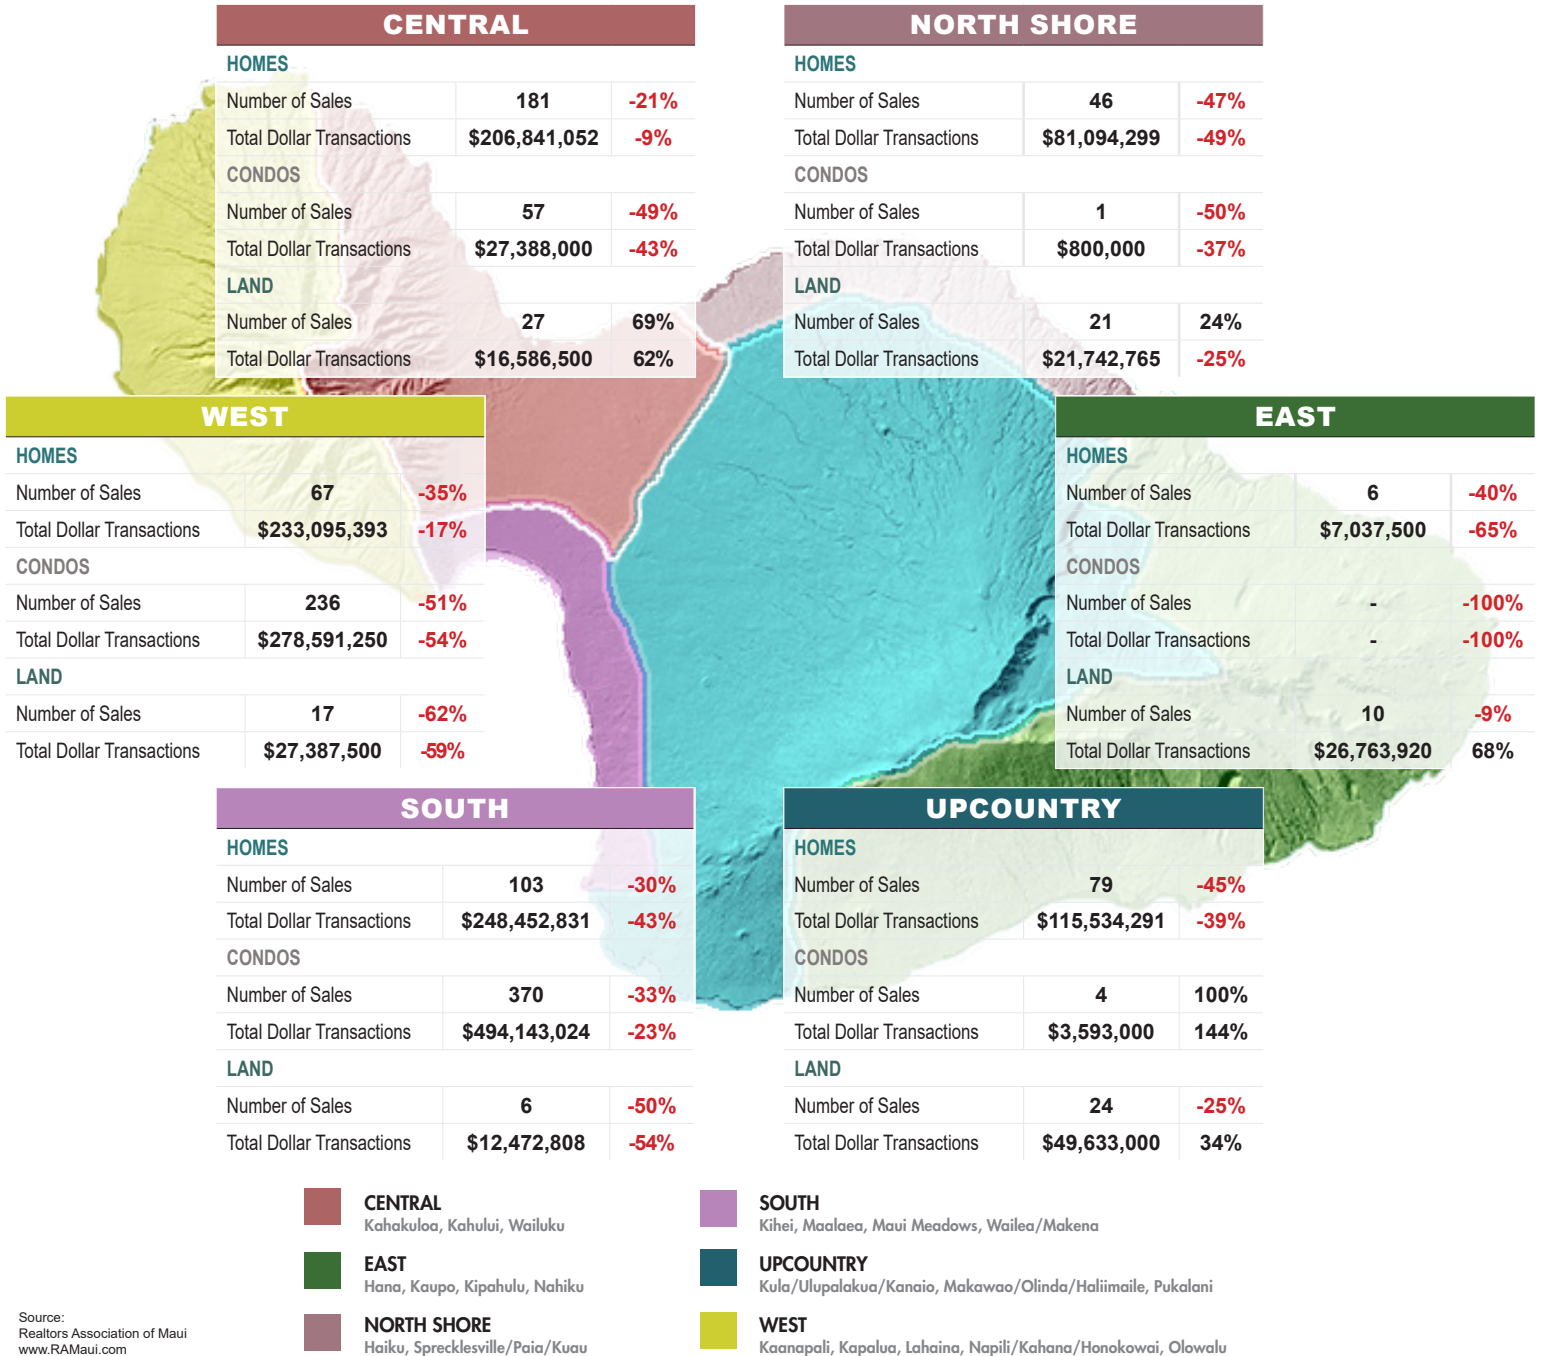 CENTRAL
HOMES
Number of Sales 181 -21%
Total Dollar Transactions $206,841,052 -9%
CONDOS
Number of Sales 57 -49%
Total Dollar Transactions $27,388,000 -43%
LAND
Number of Sales 27 69%
Total Dollar Transactions $16,586,500 62%
NORTH SHORE
HOMES
Number of Sales 46 -47%
Total Dollar Transactions $81,094,299 -49%
CONDOS
Number of Sales 1 -50%
Total Dollar Transactions $800,000 -37%
LAND
Number of Sales 21 24%
Total Dollar Transactions $21,742,765 -25%
WEST
HOMES
Number of Sales 67 -35%
Total Dollar Transactions $233,095,393 -17%
CONDOS
Number of Sales 236 -51%
Total Dollar Transactions $278,591,250 -54%
LAND
Number of Sales 17 -62%
Total Dollar Transactions $27,387,500 -59%
EAST
HOMES
Number of Sales 6 -40%
Total Dollar Transactions $7,037,500 -65%
CONDOS
Number of Sales - -100%
Total Dollar Transactions - -100%
LAND
Number of Sales 10 -9%
Total Dollar Transactions $26,763,920 68%
SOUTH
HOMES
Number of Sales 103 -30%
Total Dollar Transactions $248,452,831 -43%
CONDOS
Number of Sales 370 -33%
Total Dollar Transactions $494,143,024 -23%
LAND
Number of Sales 6 -50%
Total Dollar Transactions $12,472,808 -54%
UPCOUNTRY
HOMES
Number of Sales 79 -45%
Total Dollar Transactions $115,534,291 -39%
CONDOS
Number of Sales 4 100%
Total Dollar Transactions $3,593,000 144%
LAND
Number of Sales 24 -25%
Total Dollar Transactions $49,633,000 34%
CENTRAL
Kahakuloa, Kahului, Wailuku
EAST
Hana, Kaupo, Kipahulu, Nahiku
NORTH SHORE
Haiku, Sprecklesville/Paia/Kuau
SOUTH
Kihei, Maalaea, Maui Meadows, Wailea/Makena
UPCOUNTRY
Kula/Ulupalakua/Kanaio, Makawao/Olinda/Haliimaile, Pukalani
WEST
Kaanapali, Kapalua, Lahaina, Napili/Kahana/Honokowai, Olowalu
Source:
Realtors Association of Maui
www.RAMaui.com